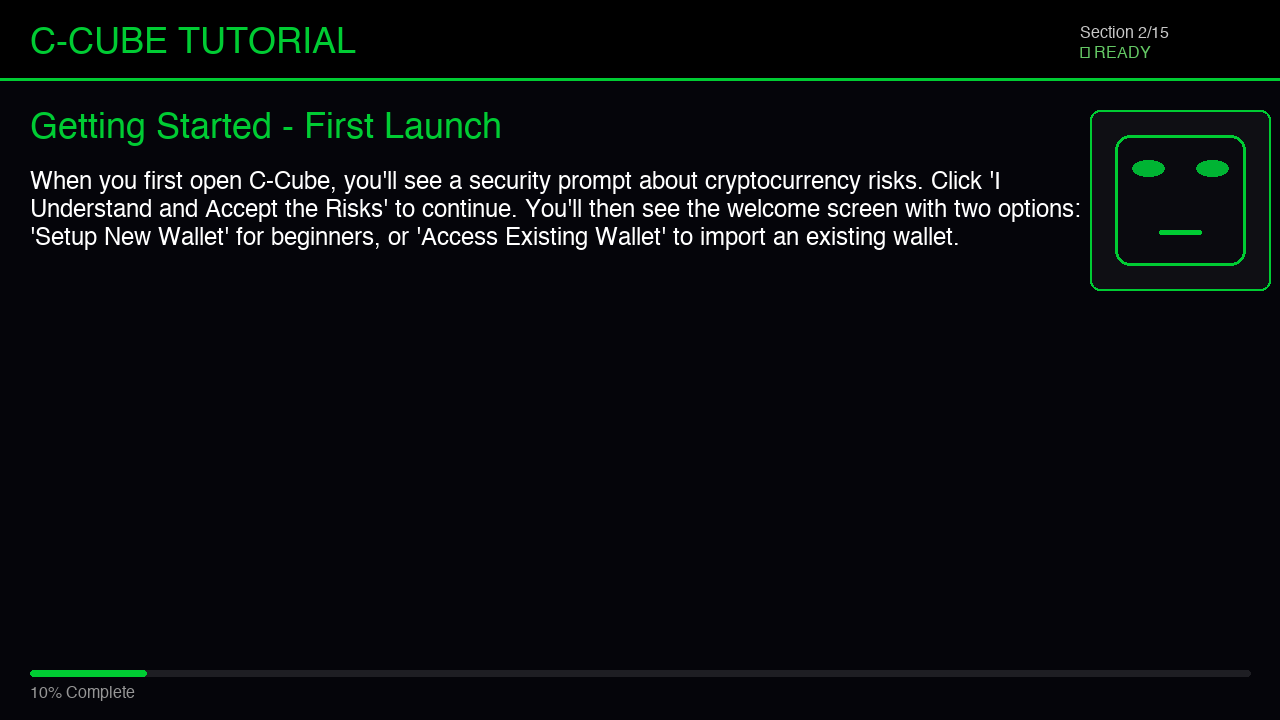 C-CUBE TUTORIAL
Section 2/15
READY
Getting Started - First Launch
When you first open C-Cube, you'll see a security prompt about cryptocurrency risks. Click 'I
Understand and Accept the Risks' to continue. You'll then see the welcome screen with two options:
'Setup New Wallet' for beginners, or 'Access Existing Wallet' to import an existing wallet.
10% Complete